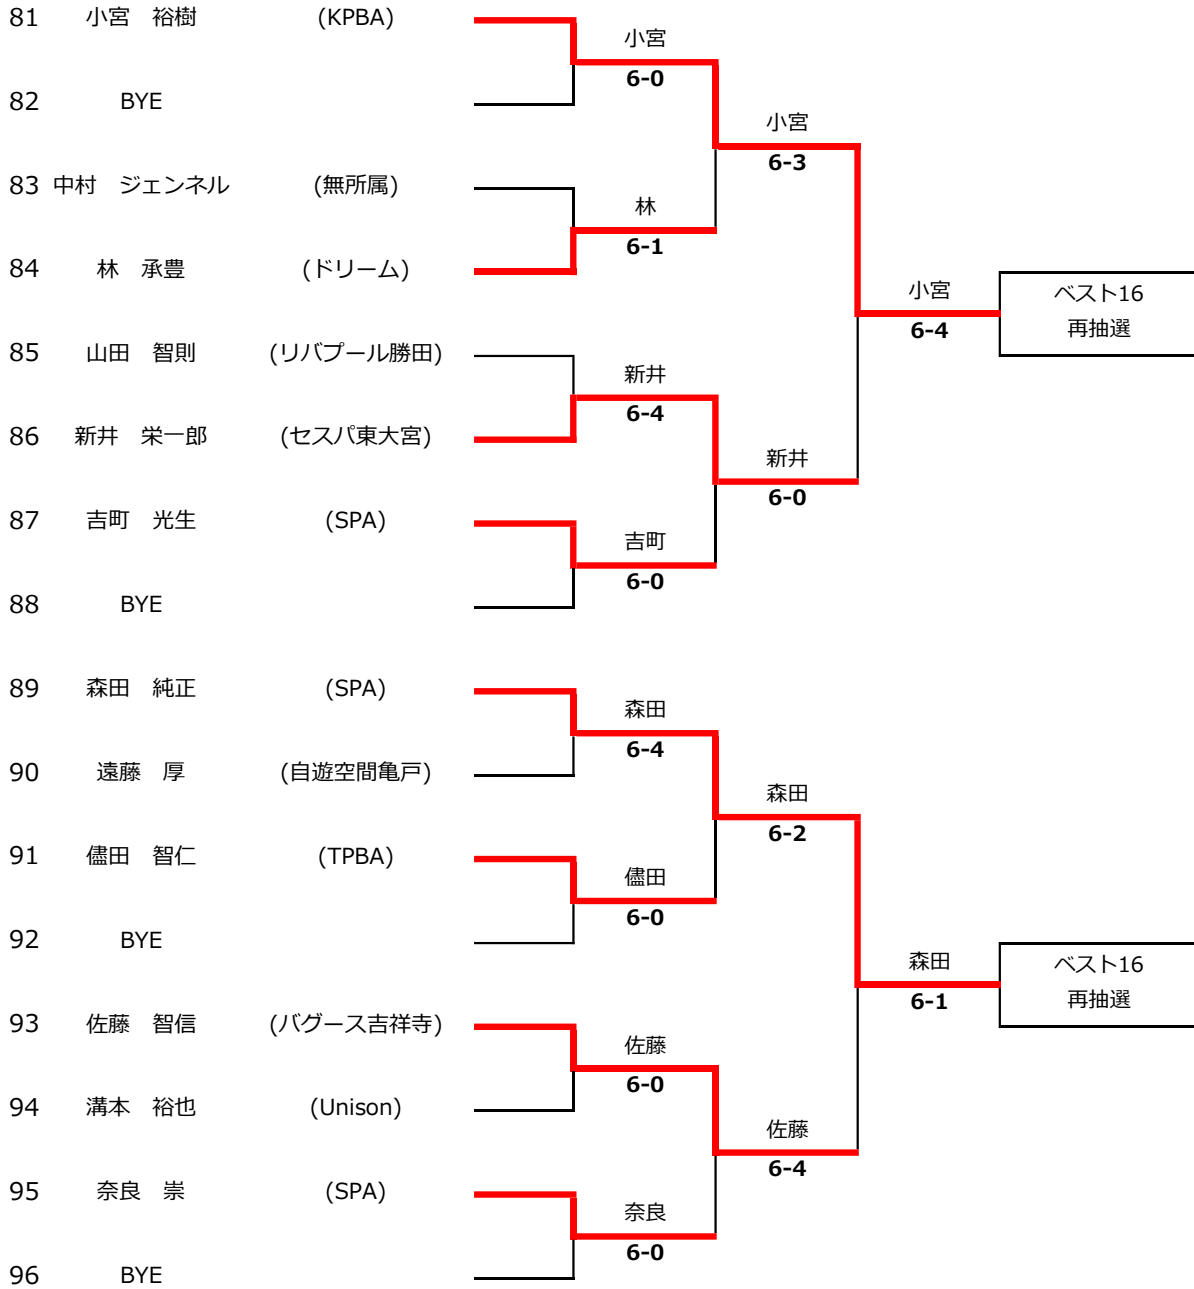 81 小宮　裕樹 (KPBA)
小宮
6-0
82 BYE
小宮
6-3
83 中村　ジェンネル (無所属)
林
6-1
84 林　承豊 (ドリーム)
小宮
6-4
ベスト16
再抽選
85 山田　智則 (リバプール勝田)
新井
6-4
86 新井　栄一郎 (セスパ東大宮)
新井
6-0
87 吉町　光生 (SPA)
吉町
6-0
88 BYE
89 森田　純正 (SPA)
森田
6-4
90 遠藤　厚 (自遊空間亀戸)
森田
6-2
91 儘田　智仁 (TPBA)
儘田
6-0
92 BYE
森田
6-1
ベスト16
再抽選
93 佐藤　智信 (バグース吉祥寺)
佐藤
6-0
94 溝本　裕也 (Unison)
佐藤
6-4
95 奈良　崇 (SPA)
奈良
6-0
96 BYE